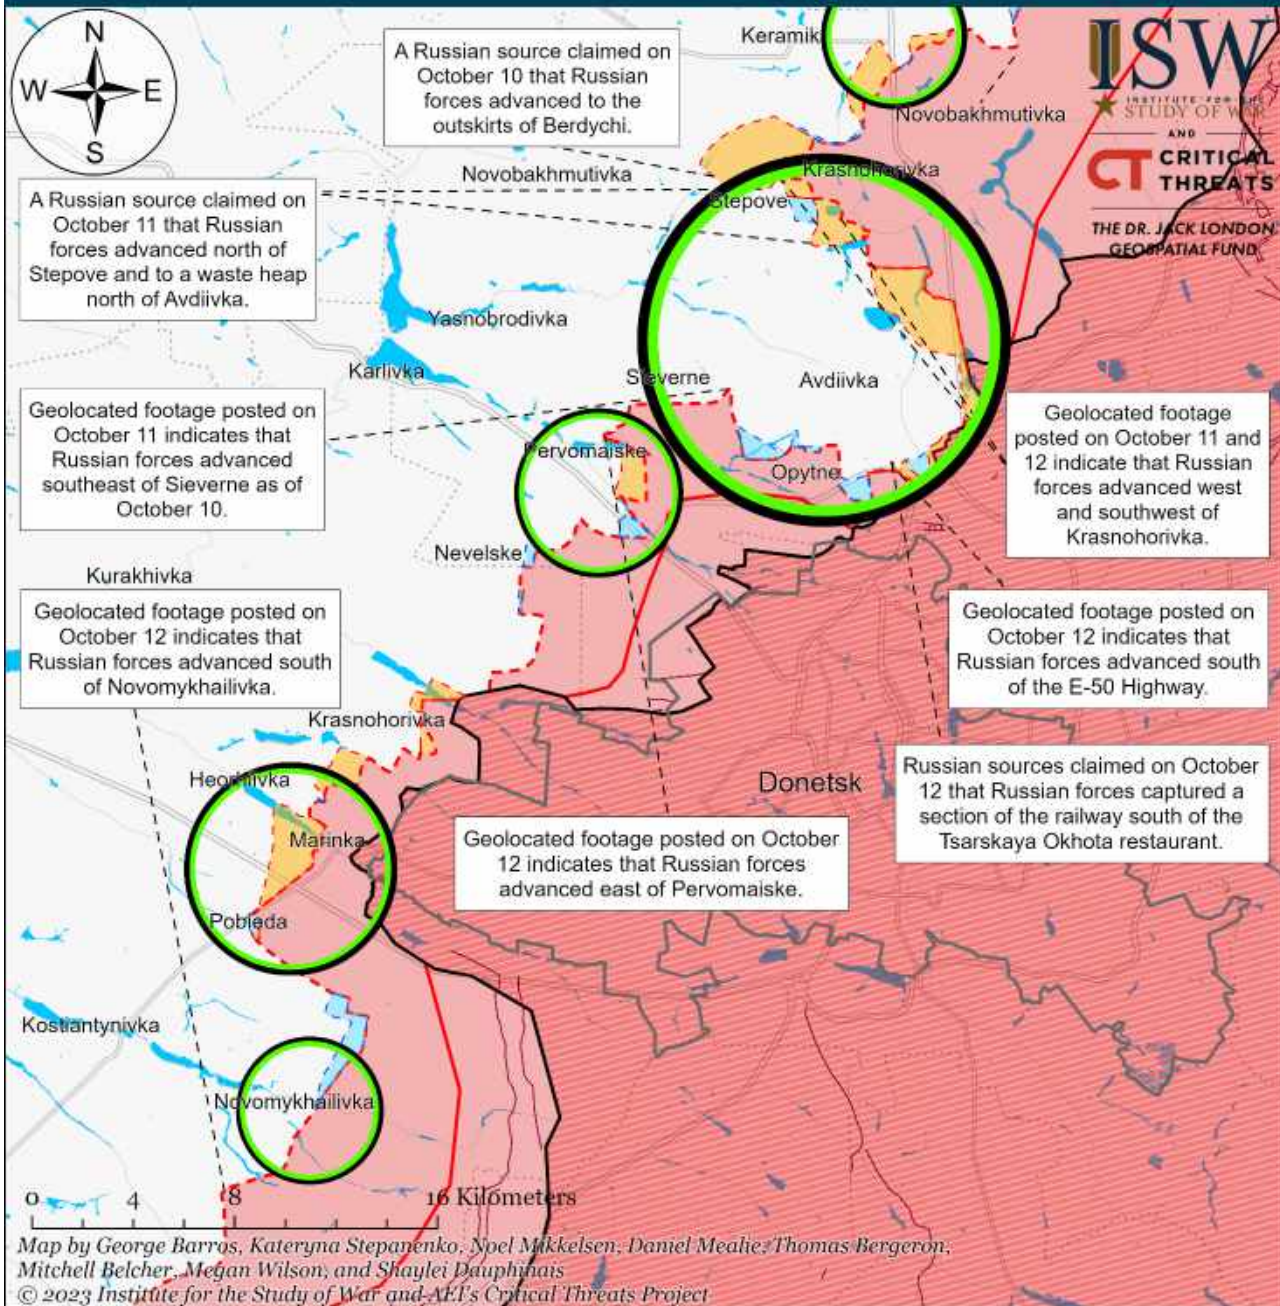 N
W
E
S
A Russian source claimed on
October 10 that Russian
forces advanced to the
outskirts of Berdychi.
Keramik
Novobakhmutivka
ISW
INSTITUTE FOR THE
STUDY OF WAR
AND
CT CRITICAL
THREATS
THE DR. JACK LONDON
GEOSPATIAL FUND
Novobakhmutivka
Krasnohorivka
Stepove
A Russian source claimed on
October 11 that Russian
forces advanced north of
Stepove and to a waste heap
north of Avdiivka.
Yasnobrodivka
Karlivka
Sieverne
Avdiivka
Geolocated footage posted on
October 11 indicates that
Russian forces advanced
southeast of Sieverne as of
October 10.
Pervomaiske
Opytne
Geolocated footage
posted on October 11 and
12 indicate that Russian
forces advanced west
and southwest of
Krasnohorivka.
Nevelske
Kurakhivka
Geolocated footage posted on
October 12 indicates that
Russian forces advanced south
of Novomykhailivka.
Geolocated footage posted on
October 12 indicates that
Russian forces advanced south
of the E-50 Highway.
Krasnohorivka
Heorhiivka
Marinka
Donetsk
Russian sources claimed on October
12 that Russian forces captured a
section of the railway south of the
Tsarskaya Okhota restaurant.
Geolocated footage posted on October
12 indicates that Russian forces
advanced east of Pervomaiske.
Pobieda
Kostiantynivka
Novomykhailivka
0 4 8 16 Kilometers
Map by George Barros, Kateryna Stepanenko, Noel Mikkelsen, Daniel Mealie, Thomas Bergeron,
Mitchell Belcher, Megan Wilson, and Shaylei Dauphinais
© 2023 Institute for the Study of War and AEI's Critical Threats Project